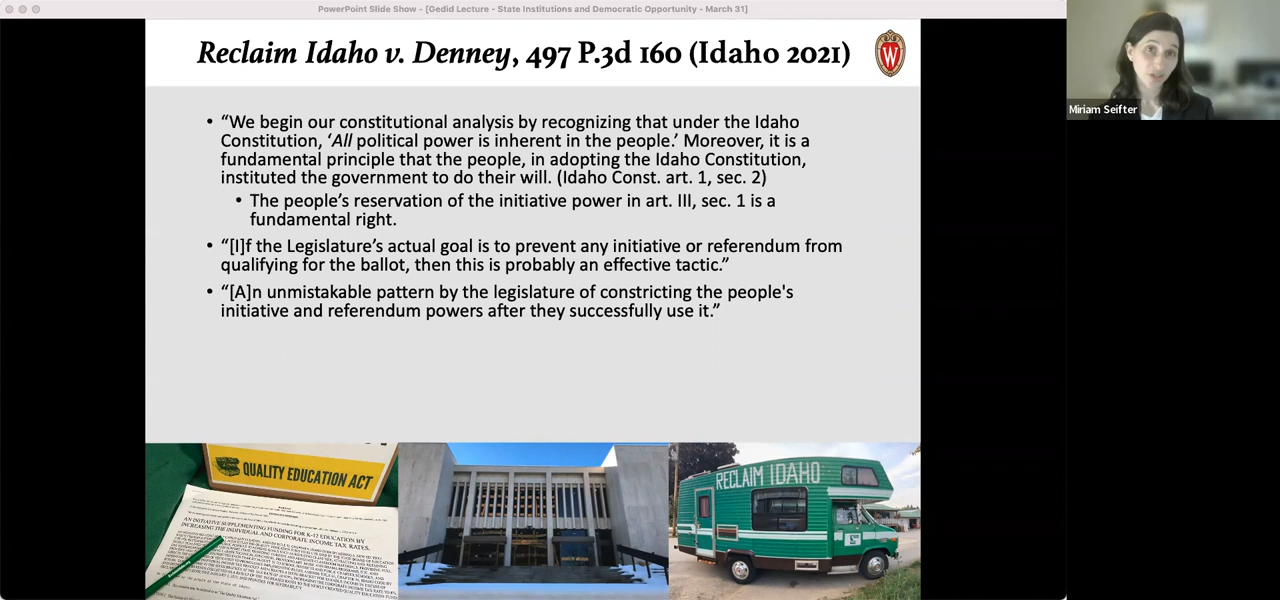 PowerPoint Slide Show - [Gedid Lecture - State Institutions and Democratic Opportunity - March 31]
Reclaim Idaho v. Denney, 497 P.3d 160 (Idaho 2021)
W
Miriam Seifter
• “We begin our constitutional analysis by recognizing that under the Idaho
Constitution, ‘All political power is inherent in the people.’ Moreover, it is a
fundamental principle that the people, in adopting the Idaho Constitution,
instituted the government to do their will. (Idaho Const. art. 1, sec. 2)
• The people’s reservation of the initiative power in art. III, sec. 1 is a
fundamental right.
• “[I]f the Legislature’s actual goal is to prevent any initiative or referendum from
qualifying for the ballot, then this is probably an effective tactic.”
• “[A]n unmistakable pattern by the legislature of constricting the people's
initiative and referendum powers after they successfully use it.”
QUALITY EDUCATION ACT
AN INITIATIVE SUPPLEMENTING FUNDING FOR K-12 EDUCATION BY
INCREASING THE INDIVIDUAL AND CORPORATE INCOME TAX RATES.
RECLAIM IDAHO